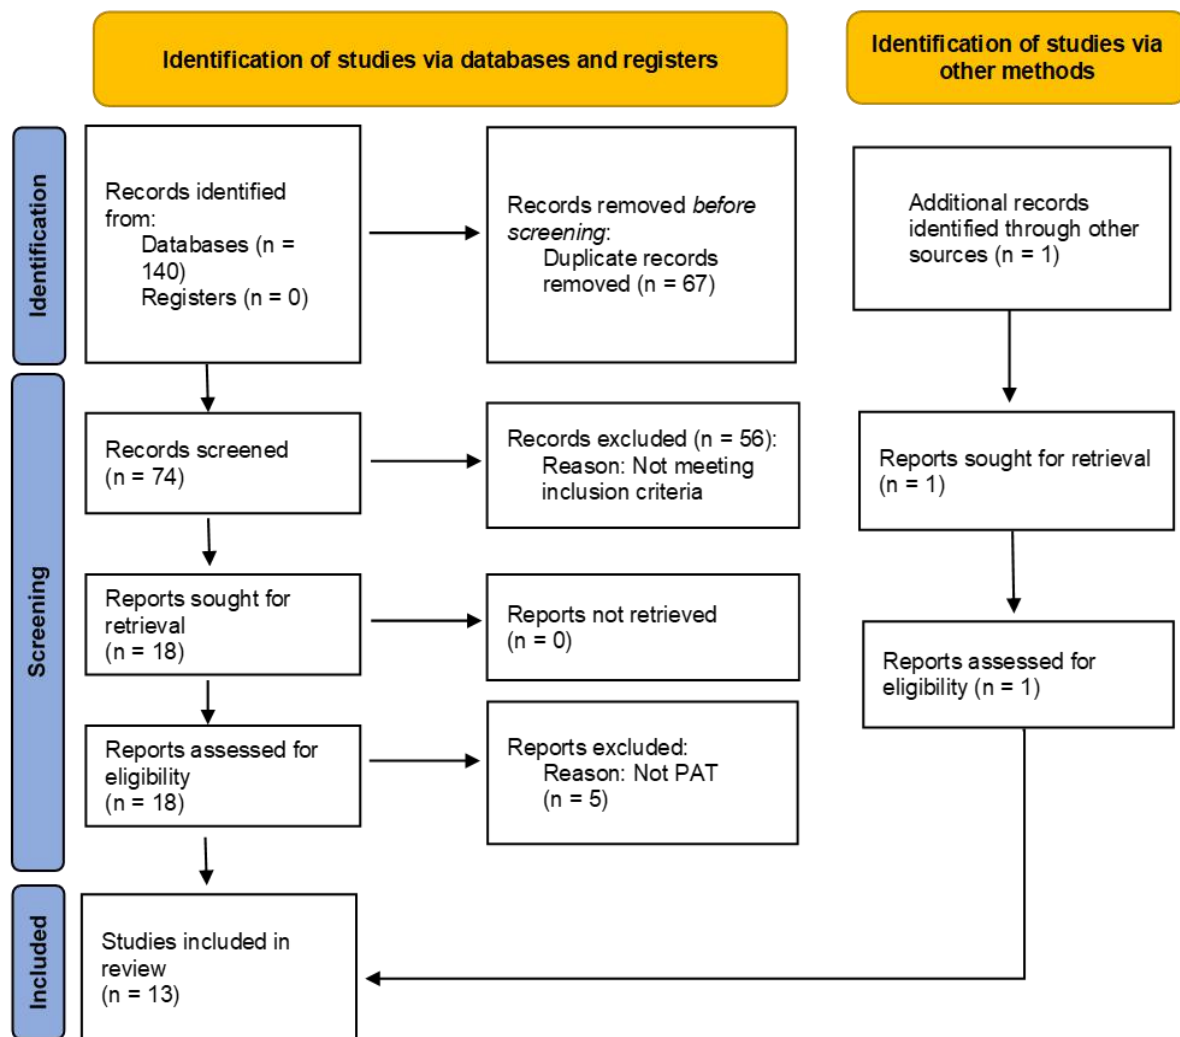 Identification of studies via databases and registers
Identification of studies via
other methods
Identification
Records identified
from:
Databases (n =
140)
Registers (n = 0)
Records removed before
screening:
Duplicate records
removed (n = 67)
Additional records
identified through other
sources (n = 1)
Screening
Records screened
(n = 74)
Records excluded (n = 56):
Reason: Not meeting
inclusion criteria
Reports sought for retrieval
(n = 1)
Reports sought for
retrieval
(n = 18)
Reports not retrieved
(n = 0)
Reports assessed for
eligibility (n = 1)
Reports assessed for
eligibility
(n = 18)
Reports excluded:
Reason: Not PAT
(n = 5)
Included
Studies included in
review
(n = 13)